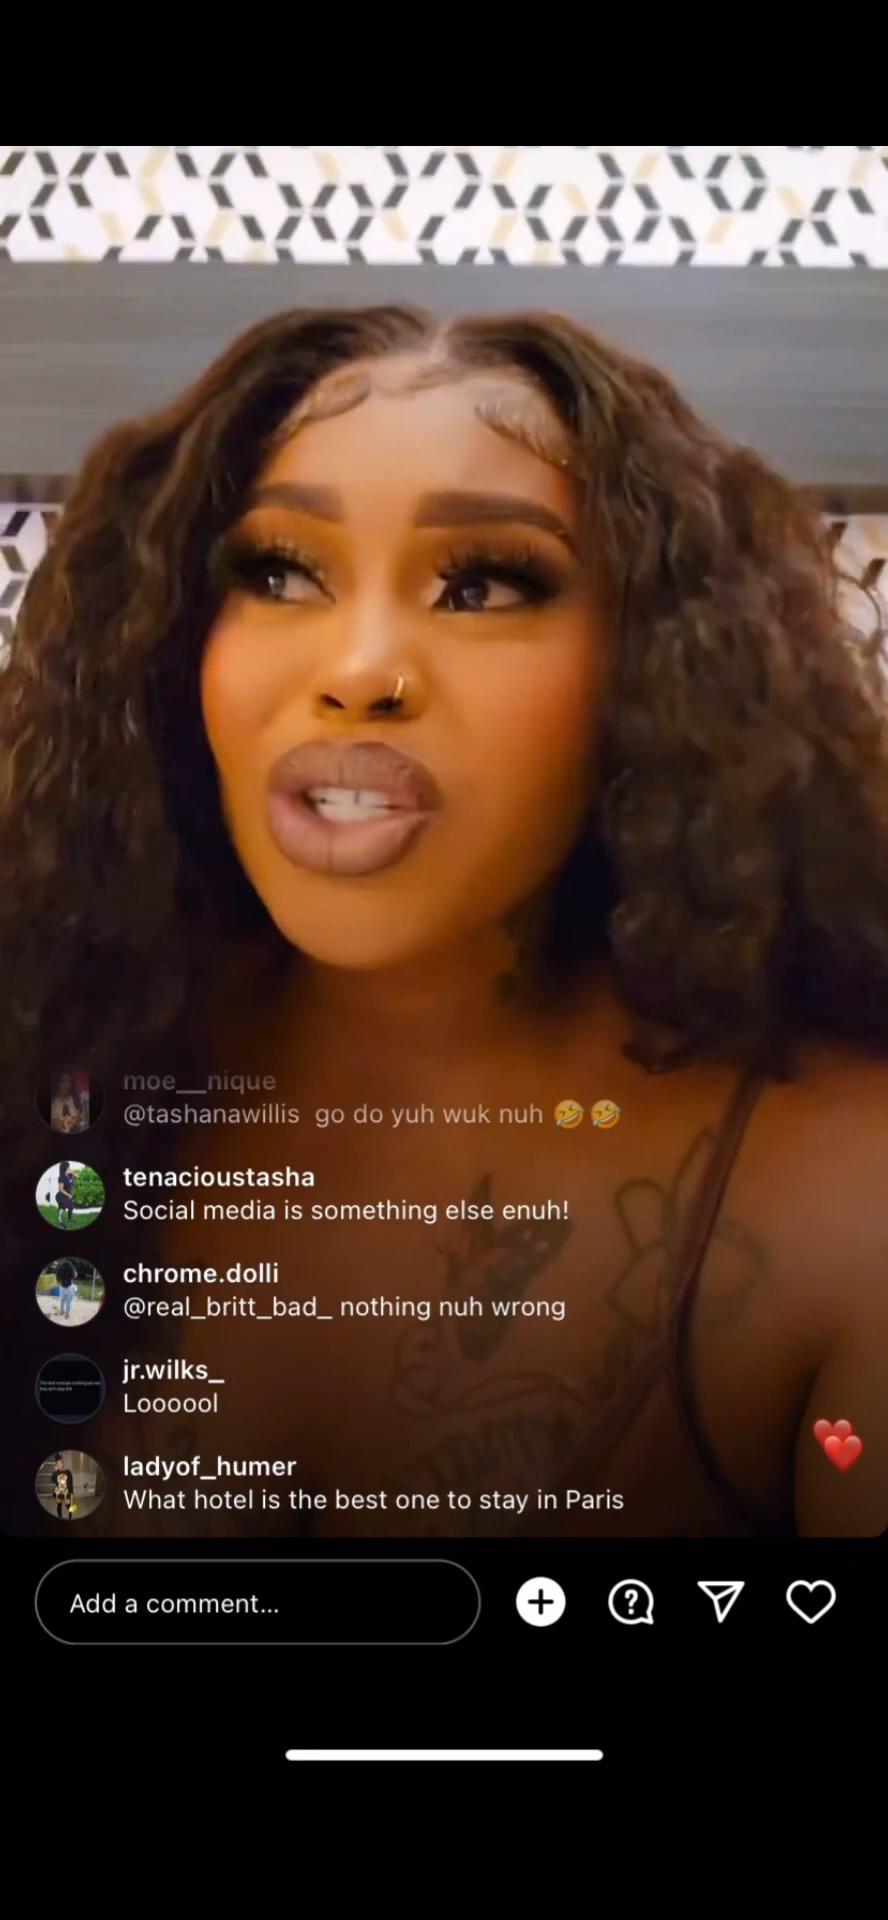 moe__nique
@tashanawillis go do yuh wuk nuh 🤣🤣
tenacioustasha
Social media is something else enuh!
chrome.dolli
@real_britt_bad_ nothing nuh wrong
jr.wilks_
Loooool
ladyof_humer
What hotel is the best one to stay in Paris
Add a comment...